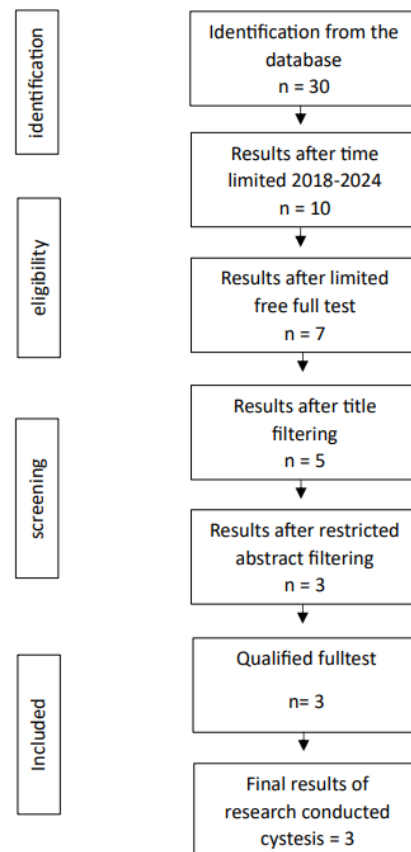 identification
Identification from the
database
n = 30
Results after time
limited 2018-2024
n = 10
eligibility
Results after limited
free full test
n = 7
Results after title
filtering
n = 5
screening
Results after restricted
abstract filtering
n = 3
Included
Qualified fulltest
n= 3
Final results of
research conducted
cystesis = 3